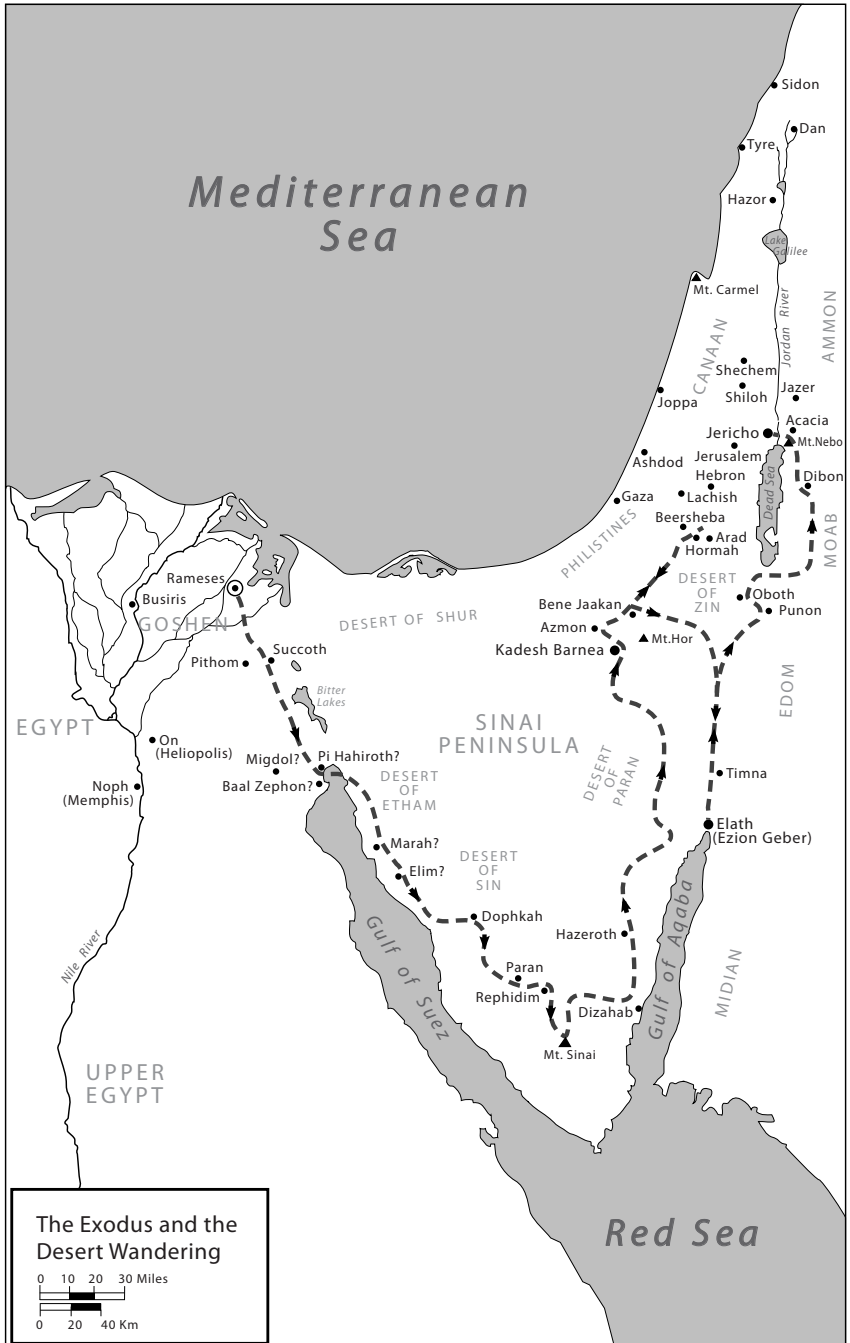 Sidon
Dan
Tyre
Mediterranean
Sea
Hazor
Lake
Galilee
Mt. Carmel
Jordan River
AMMON
CANAAN
Shechem
Shiloh
Jazer
Joppa
Acacia
Jericho
Mt.Nebo
Jerusalem
Ashdod
Hebron
Dibon
Lachish
Gaza
Dead Sea
Beersheba
Arad
Hormah
MOAB
PHILISTINES
Rameses
DESERT
OF
ZIN
Oboth
Busiris
Bene Jaakan
Punon
GOSHEN
DESERT OF SHUR
Azmon
Mt.Hor
Kadesh Barnea
Succoth
Pithom
Bitter
Lakes
EDOM
EGYPT
SINAI
PENINSULA
On
(Heliopolis)
Migdol?
Pi Hahiroth?
DESERT
OF
PARAN
Timna
Noph
(Memphis)
Baal Zephon?
DESERT
OF
ETHAM
Elath
(Ezion Geber)
Marah?
Elim?
DESERT
OF
SIN
Dophkah
Hazeroth
Nile River
Gulf of Suez
Gulf of Aqaba
Paran
Rephidim
Dizahab
MIDIAN
Mt. Sinai
UPPER
EGYPT
Red Sea
The Exodus and the
Desert Wandering
0 10 20 30 Miles
0 20 40 Km